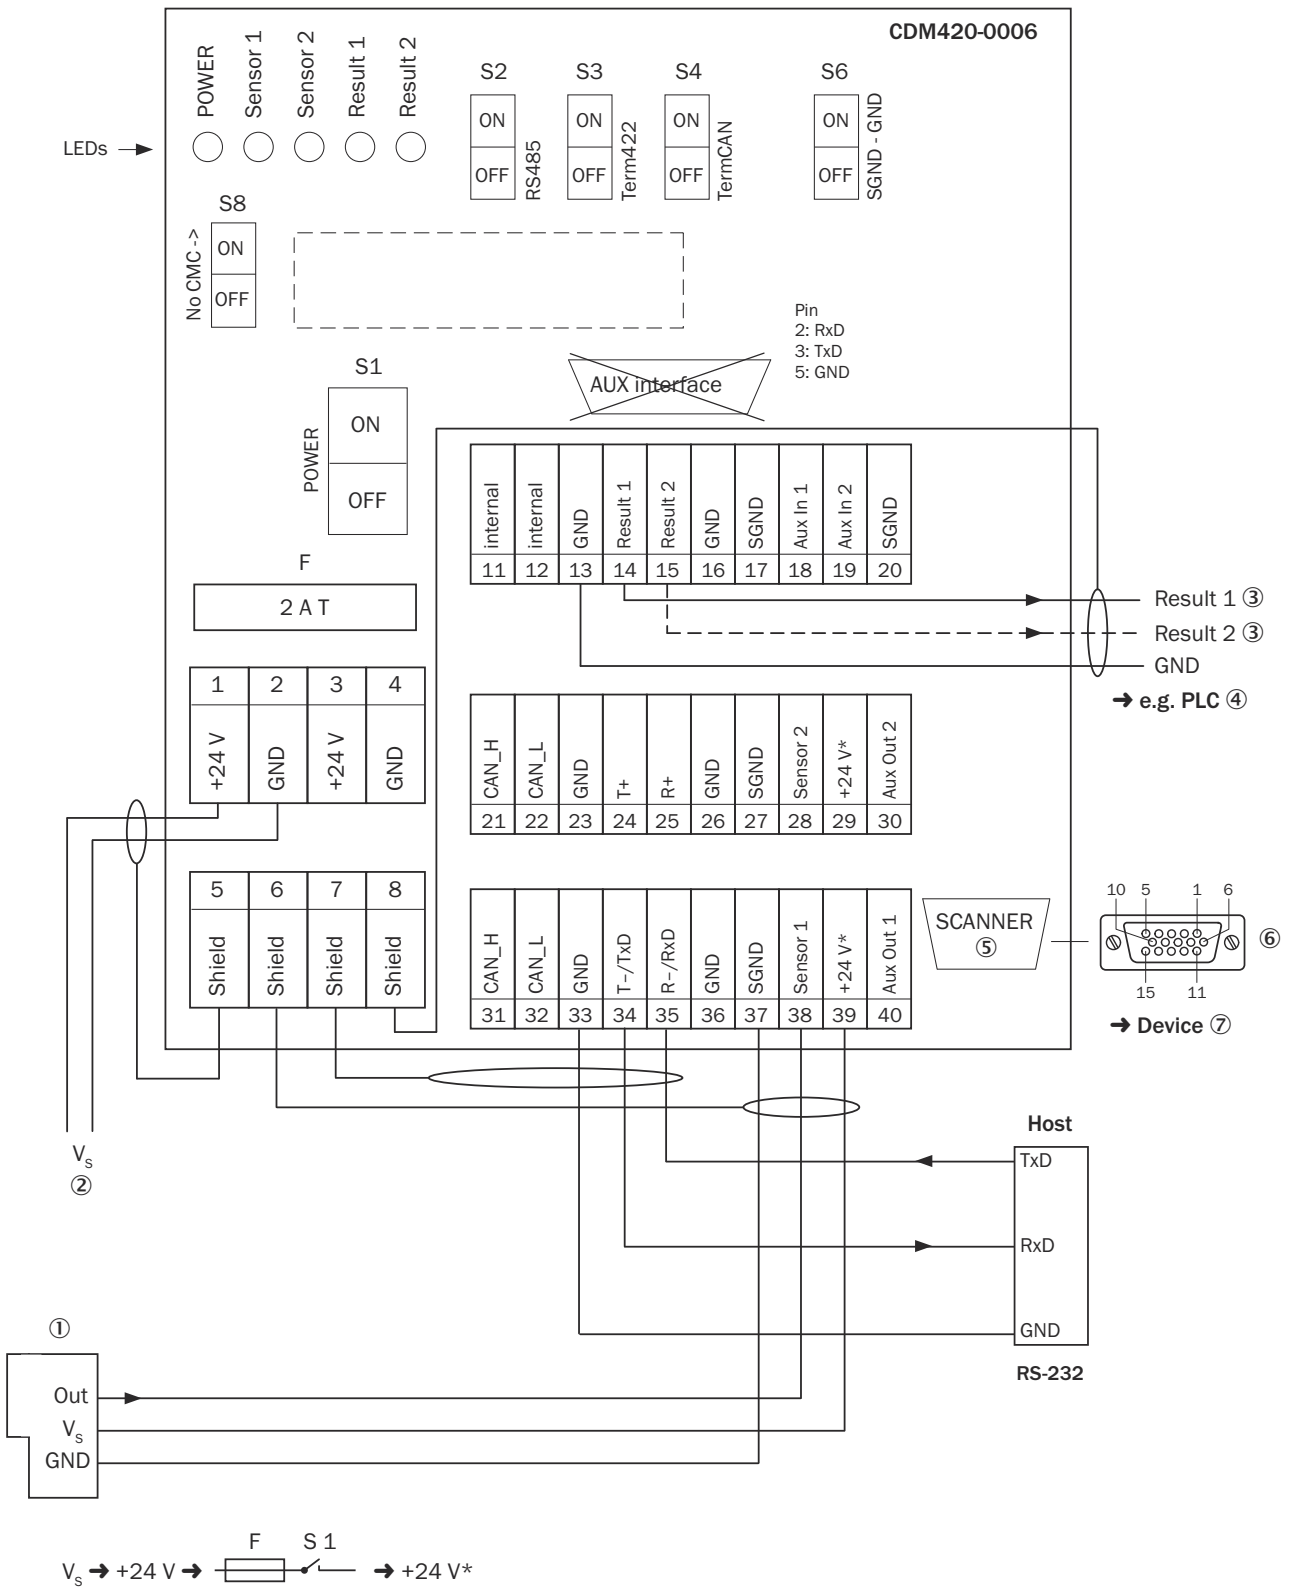 CDM420-0006
POWER
Sensor 1
Sensor 2
Result 1
Result 2
LEDs
S2
ON
OFF
RS485
S3
ON
OFF
Term422
S4
ON
OFF
TermCAN
S6
ON
OFF
SGND - GND
S8
No CMC ->
ON
OFF
Pin
2: RxD
3: TxD
5: GND
AUX interface
S1
POWER
ON
OFF
F
2 A T
internal
internal
GND
Result 1
Result 2
GND
SGND
Aux In 1
Aux In 2
SGND
11 12 13 14 15 16 17 18 19 20
Result 1 ③
Result 2 ③
GND
➔ e.g. PLC ④
1 2 3 4
+24 V
GND
+24 V
GND
CAN_H
CAN_L
GND
T+
R+
GND
SGND
Sensor 2
+24 V*
Aux Out 2
21 22 23 24 25 26 27 28 29 30
5 6 7 8
Shield
Shield
Shield
Shield
CAN_H
CAN_L
GND
T–/TxD
R–/RxD
GND
SGND
Sensor 1
+24 V*
Aux Out 1
31 32 33 34 35 36 37 38 39 40
SCANNER
⑤
10 5 1 6
⑥
15 11
➔ Device ⑦
Vs
②
Host
TxD
RxD
GND
RS-232
①
Out
Vs
GND
F S 1
Vs ➔ +24 V ➔ ➔ +24 V*